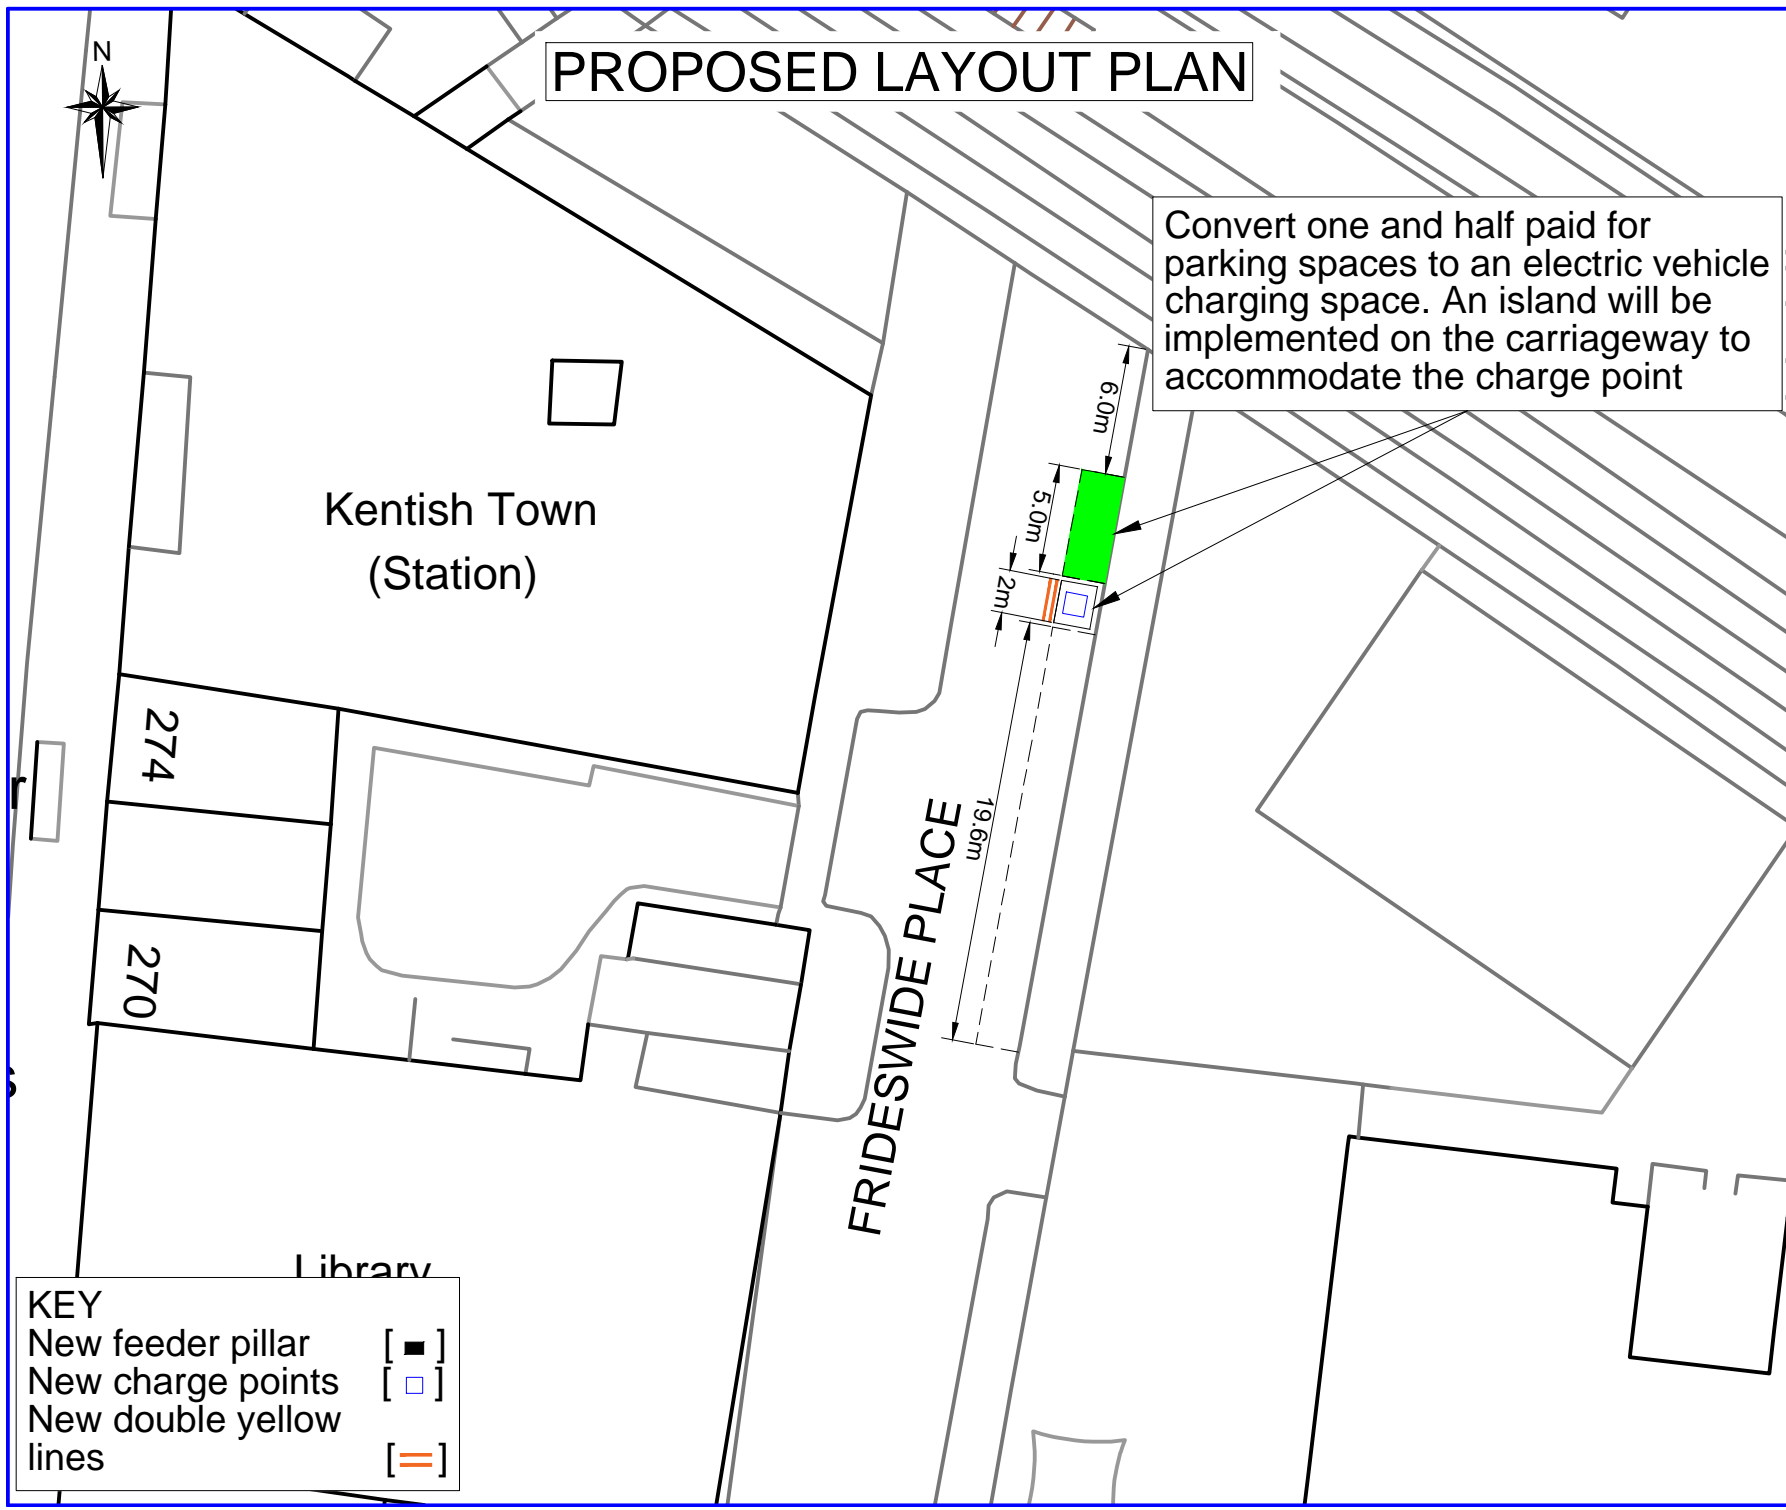 N
PROPOSED LAYOUT PLAN
Convert one and half paid for
parking spaces to an electric vehicle
charging space. An island will be
implemented on the carriageway to
accommodate the charge point
6.0m
5.0m
2m
19.6m
Kentish Town
(Station)
274
270
r
FRIDESWIDE PLACE
Library
KEY
New feeder pillar [ ]
New charge points [ ]
New double yellow
lines [ ]